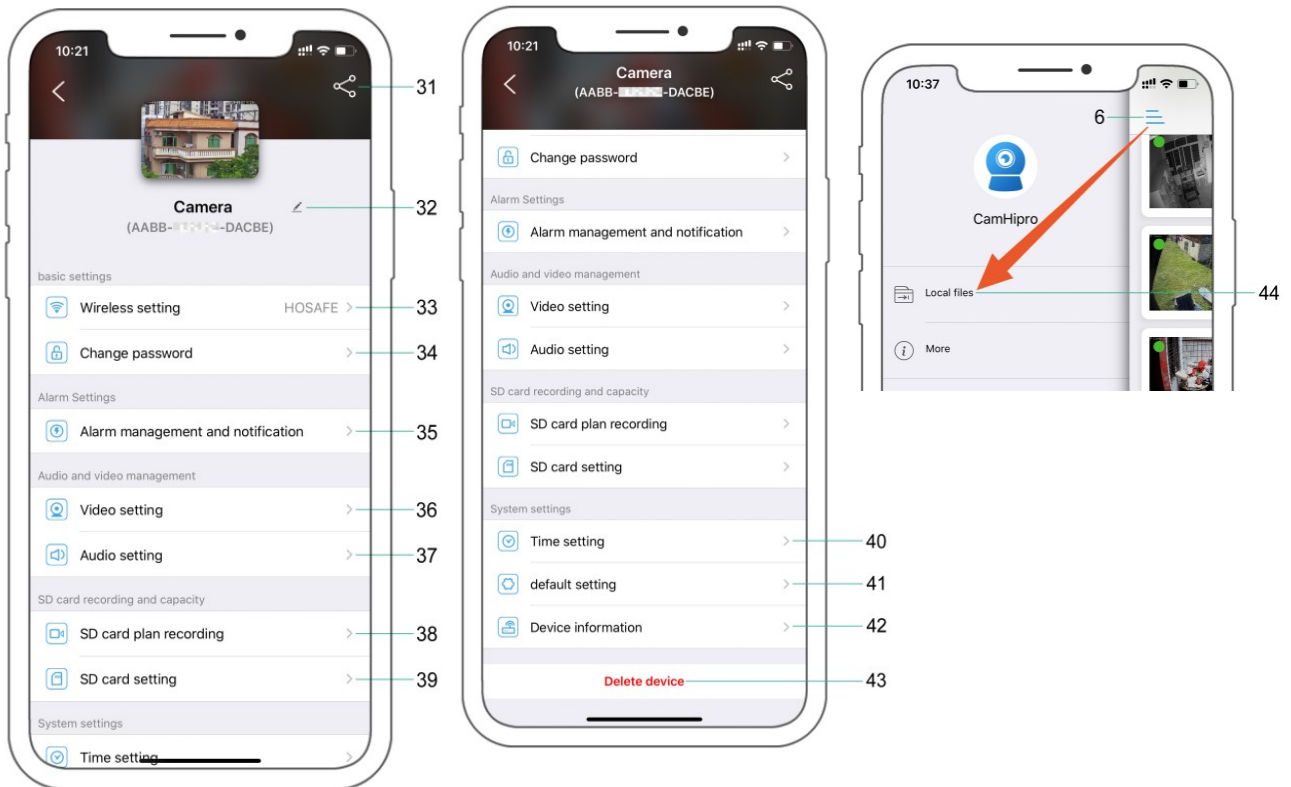 10:21
31
Camera
32
(AABB-
-DACBE)
basic settings
Wireless setting HOSAFE
33
Change password
34
Alarm Settings
Alarm management and notification
35
Audio and video management
Video setting
36
Audio setting
37
SD card recording and capacity
SD card plan recording
38
SD card setting
39
System settings
Time setting
10:21
Camera
(AABB-
-DACBE)
Change password
Alarm Settings
Alarm management and notification
Audio and video management
Video setting
Audio setting
SD card recording and capacity
SD card plan recording
SD card setting
System settings
Time setting
40
default setting
41
Device information
42
Delete device
43
10:37
6
CamHipro
Local files
44
More